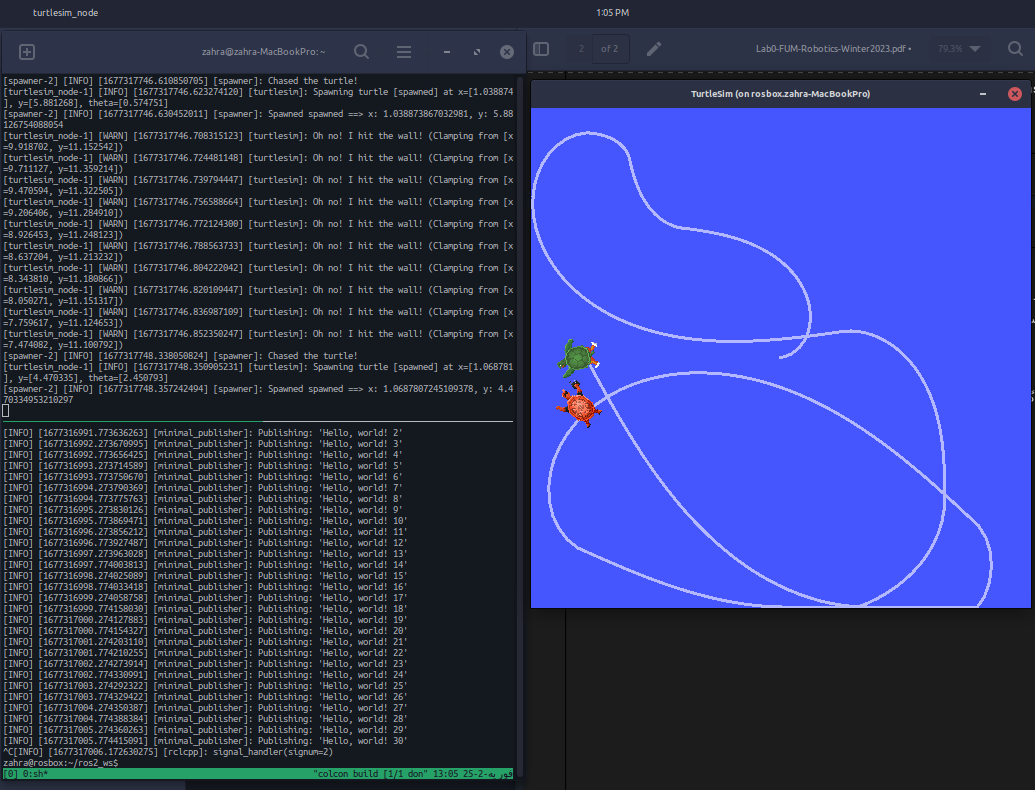 turtlesim_node
1:05 PM
zahra@zahra-MacBookPro:~
2 of 2
Lab0-FUM-Robotics-Winter2023.pdf •
79.3%
TurtleSim (on rosbox.zahra-MacBookPro)
[spawner-2] [INFO] [1677317746.610850705] [spawner]: Chased the turtle!
[turtlesim_node-1] [INFO] [1677317746.623274120] [turtlesim]: Spawning turtle [spawned] at x=[1.038874
], y=[5.881268], theta=[0.574751]
[spawner-2] [INFO] [1677317746.630452011] [spawner]: Spawned spawned ==> x: 1.038873867032981, y: 5.88
126754088054
[turtlesim_node-1] [WARN] [1677317746.708315123] [turtlesim]: Oh no! I hit the wall! (Clamping from [x
=9.918702, y=11.152542])
[turtlesim_node-1] [WARN] [1677317746.724481148] [turtlesim]: Oh no! I hit the wall! (Clamping from [x
=9.711127, y=11.359214])
[turtlesim_node-1] [WARN] [1677317746.739794447] [turtlesim]: Oh no! I hit the wall! (Clamping from [x
=9.470594, y=11.322505])
[turtlesim_node-1] [WARN] [1677317746.756588664] [turtlesim]: Oh no! I hit the wall! (Clamping from [x
=9.206406, y=11.284910])
[turtlesim_node-1] [WARN] [1677317746.772124300] [turtlesim]: Oh no! I hit the wall! (Clamping from [x
=8.926453, y=11.248123])
[turtlesim_node-1] [WARN] [1677317746.788563733] [turtlesim]: Oh no! I hit the wall! (Clamping from [x
=8.637204, y=11.213232])
[turtlesim_node-1] [WARN] [1677317746.804222042] [turtlesim]: Oh no! I hit the wall! (Clamping from [x
=8.343810, y=11.180866])
[turtlesim_node-1] [WARN] [1677317746.820109447] [turtlesim]: Oh no! I hit the wall! (Clamping from [x
=8.050271, y=11.151317])
[turtlesim_node-1] [WARN] [1677317746.836987109] [turtlesim]: Oh no! I hit the wall! (Clamping from [x
=7.759617, y=11.124653])
[turtlesim_node-1] [WARN] [1677317746.852350247] [turtlesim]: Oh no! I hit the wall! (Clamping from [x
=7.474082, y=11.100792])
[spawner-2] [INFO] [1677317748.338050824] [spawner]: Chased the turtle!
[turtlesim_node-1] [INFO] [1677317748.350905231] [turtlesim]: Spawning turtle [spawned] at x=[1.068781
], y=[4.470335], theta=[2.450793]
[spawner-2] [INFO] [1677317748.357242494] [spawner]: Spawned spawned ==> x: 1.0687807245109378, y: 4.4
70334953210297
[INFO] [1677316991.773636263] [minimal_publisher]: Publishing: 'Hello, world! 2'
[INFO] [1677316992.273670995] [minimal_publisher]: Publishing: 'Hello, world! 3'
[INFO] [1677316992.773656425] [minimal_publisher]: Publishing: 'Hello, world! 4'
[INFO] [1677316993.273714589] [minimal_publisher]: Publishing: 'Hello, world! 5'
[INFO] [1677316993.773750670] [minimal_publisher]: Publishing: 'Hello, world! 6'
[INFO] [1677316994.273790369] [minimal_publisher]: Publishing: 'Hello, world! 7'
[INFO] [1677316994.773775763] [minimal_publisher]: Publishing: 'Hello, world! 8'
[INFO] [1677316995.273830126] [minimal_publisher]: Publishing: 'Hello, world! 9'
[INFO] [1677316995.773869471] [minimal_publisher]: Publishing: 'Hello, world! 10'
[INFO] [1677316996.273856212] [minimal_publisher]: Publishing: 'Hello, world! 11'
[INFO] [1677316996.773927487] [minimal_publisher]: Publishing: 'Hello, world! 12'
[INFO] [1677316997.273963028] [minimal_publisher]: Publishing: 'Hello, world! 13'
[INFO] [1677316997.774003813] [minimal_publisher]: Publishing: 'Hello, world! 14'
[INFO] [1677316998.274025089] [minimal_publisher]: Publishing: 'Hello, world! 15'
[INFO] [1677316998.774033418] [minimal_publisher]: Publishing: 'Hello, world! 16'
[INFO] [1677316999.274058758] [minimal_publisher]: Publishing: 'Hello, world! 17'
[INFO] [1677316999.774158030] [minimal_publisher]: Publishing: 'Hello, world! 18'
[INFO] [1677317000.274127883] [minimal_publisher]: Publishing: 'Hello, world! 19'
[INFO] [1677317000.774154327] [minimal_publisher]: Publishing: 'Hello, world! 20'
[INFO] [1677317001.274203110] [minimal_publisher]: Publishing: 'Hello, world! 21'
[INFO] [1677317001.774210255] [minimal_publisher]: Publishing: 'Hello, world! 22'
[INFO] [1677317002.274273914] [minimal_publisher]: Publishing: 'Hello, world! 23'
[INFO] [1677317002.774330991] [minimal_publisher]: Publishing: 'Hello, world! 24'
[INFO] [1677317003.274292322] [minimal_publisher]: Publishing: 'Hello, world! 25'
[INFO] [1677317003.774329422] [minimal_publisher]: Publishing: 'Hello, world! 26'
[INFO] [1677317004.274350387] [minimal_publisher]: Publishing: 'Hello, world! 27'
[INFO] [1677317004.774388384] [minimal_publisher]: Publishing: 'Hello, world! 28'
[INFO] [1677317005.274360263] [minimal_publisher]: Publishing: 'Hello, world! 29'
[INFO] [1677317005.774415091] [minimal_publisher]: Publishing: 'Hello, world! 30'
^C[INFO] [1677317006.172630275] [rclcpp]: signal_handler(signum=2)
zahra@rosbox:~/ros2_ws$
[0] 0:sh* "colcon build [1/1 don" 13:05 25-2-فوریه